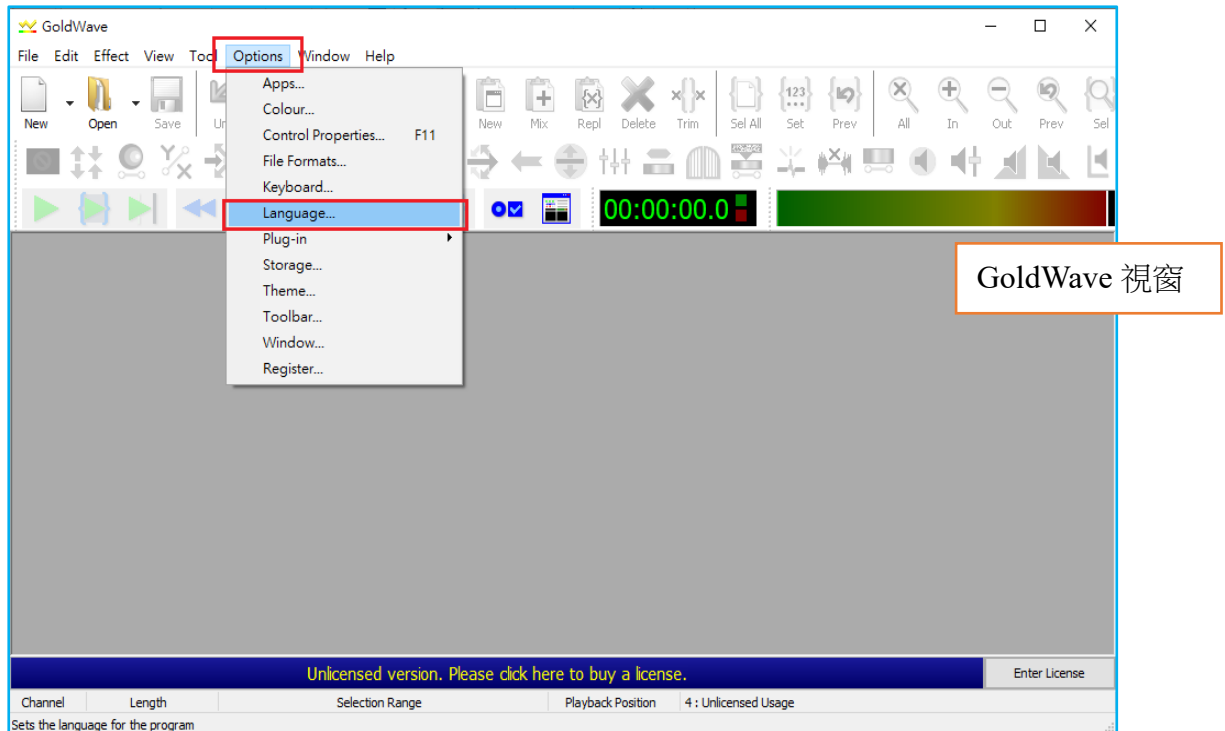 GoldWave
File Edit Effect View Tool Options Window Help
Apps...
Colour...
Control Properties... F11
File Formats...
Keyboard...
Language...
Plug-in
Storage...
Theme...
Toolbar...
Window...
Register...
New Open Save New Mix Repl Delete Trim Sel All Set Prev All In Out Prev Sel
00:00:00.0
GoldWave 視窗
Unlicensed version. Please click here to buy a license. Enter License
Channel Length Selection Range Playback Position 4 : Unlicensed Usage
Sets the language for the program